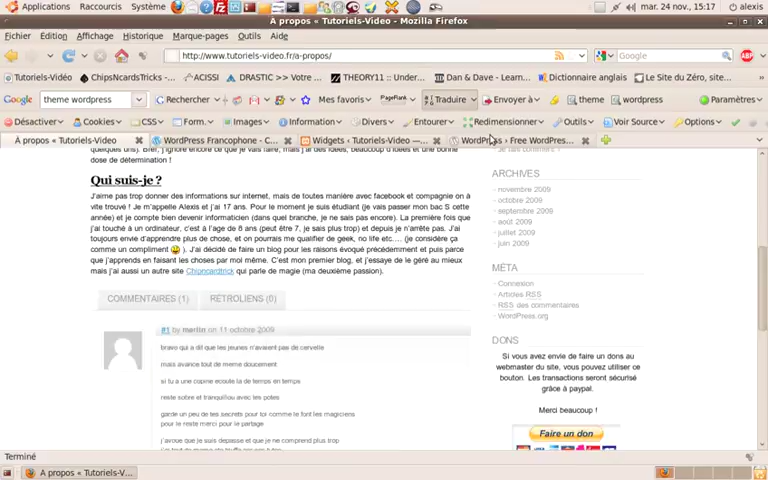 Applications Raccourcis Système mar. 24 nov., 15:17 alexis
A propos « Tutoriels-Video - Mozilla Firefox
Fichier Édition Affichage Historique Marque-pages Outils Aide
http://www.tutoriels-video.fr/a-propos/ Google ABP
Tutoriels-Vidéo ChipsNcardsTricks -... ACISSI DRASTIC >> Votre ... THEORY11 :: Under... Dan & Dave - Learn... Dictionnaire anglais Le Site du Zéro, site...
Google theme wordpress Rechercher Mes favoris PageRank Traduire Envoyer à theme wordpress Paramètres
Désactiver Cookies CSS Form. Images Information Divers Entourer Redimensionner Outils Voir Source Options
À propos « Tutoriels-Video WordPress Francophone - C... Widgets ‹ Tutoriels-Video —... WordPress › Free WordPres...
dose de détermination !
Qui suis-je ?
J'aime pas trop donner des informations sur internet, mais de toutes manière avec facebook et compagnie on à
vite trouvé ! Je m'appelle Alexis et j'ai 17 ans. Pour le moment je suis étudiant (je vais passer mon bac S cette
année) et je compte bien devenir informaticien (dans quel branche, je ne sais pas encore). La première fois que
j'ai touché à un ordinateur, c'est à l'age de 8 ans (peut être 7, je sais plus trop) et depuis je n'arrête pas. J'ai
toujours envie d'apprendre plus de chose, et on pourrais me qualifier de geek, no life etc.... (je considère ça
comme un compliment ). J'ai décidé de faire un blog pour les raisons évoqué précédemment et puis parce
que j'apprends en faisant les choses par moi même. C'est mon premier blog, et j'essaye de le géré au mieux
mais j'ai aussi un autre site Chipncardtrick qui parle de magie (ma deuxième passion).
COMMENTAIRES (1) RETROLIENS (0)
#1 by merlin on 11 octobre 2009
bravo qui a dit que les jeunes n'avaient pas de cervelle
mais avance tout de meme doucement
si tu a une copine ecoute la de temps en temps
reste sobre et tranquillou avec les potes
garde un peu de tes secrets pour toi comme le font les magiciens
pour le reste merci pour le partage
j'avoue que je suis depasse et que je ne comprend plus trop
ARCHIVES
novembre 2009
octobre 2009
septembre 2009
août 2009
juillet 2009
juin 2009
MÉTA
Connexion
Articles RSS
RSS des commentaires
WordPress.org
DONS
Si vous avez envie de faire un dons au
webmaster du site, vous pouvez utiliser ce
bouton. Les transactions seront sécurisé
grâce à paypal.
Merci beaucoup !
Faire un don
Terminé
A propos « Tutoriels-V...